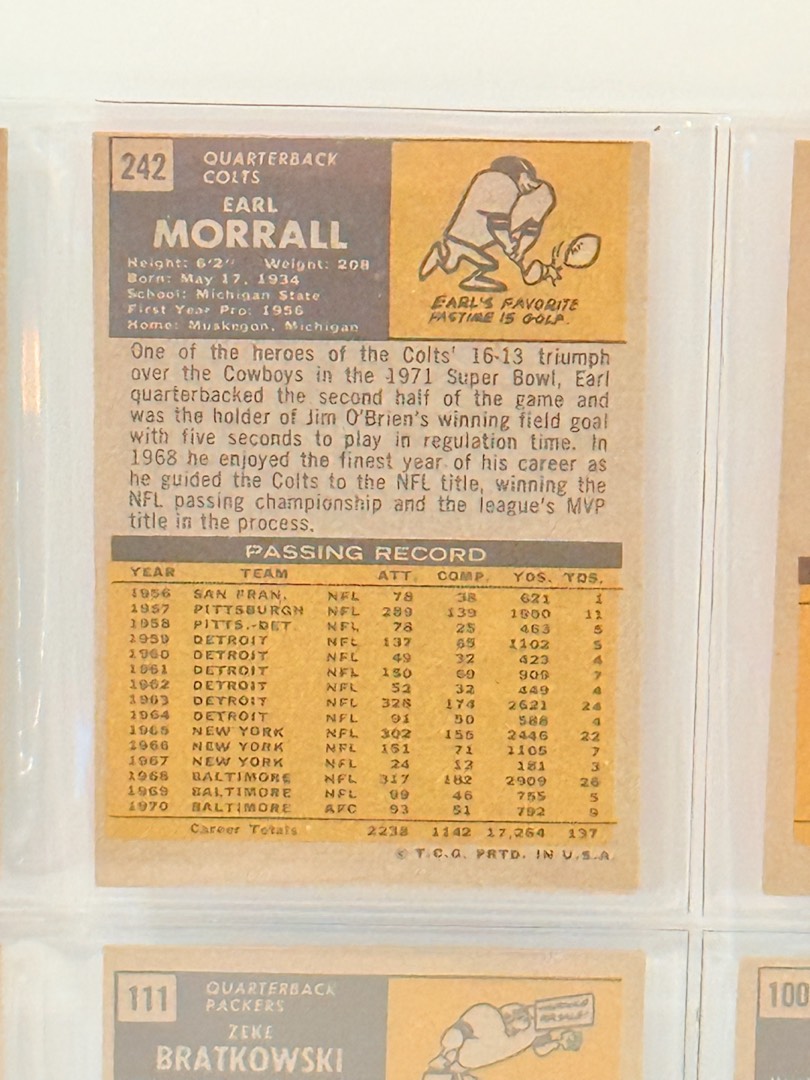 242
QUARTERBACK
COLTS
EARL
MORRALL
Height: 6'2" Weight: 208
Born: May 17, 1934
School: Michigan State
First Year Pro: 1956
Home: Muskegon, Michigan
EARL'S FAVORITE
PASTIME IS GOLF.
One of the heroes of the Colts' 16-13 triumph
over the Cowboys in the 1971 Super Bowl, Earl
quarterbacked the second half of the game and
was the holder of Jim O'Brien's winning field goal
with five seconds to play in regulation time. In
1968 he enjoyed the finest year of his career as
he guided the Colts to the NFL title, winning the
NFL passing championship and the league's MVP
title in the process.
PASSING RECORD
YEAR TEAM ATT. COMP. YDS. TDS.
1956 SAN FRAN. NFL 78 38 621 1
1957 PITTSBURGH NFL 289 139 1900 11
1958 PITTS.-DET. NFL 78 25 463 5
1959 DETROIT NFL 137 65 1102 5
1960 DETROIT NFL 49 32 423 4
1961 DETROIT NFL 150 69 909 7
1962 DETROIT NFL 52 32 449 4
1963 DETROIT NFL 328 174 2621 24
1964 DETROIT NFL 91 50 588 4
1965 NEW YORK NFL 302 155 2446 22
1966 NEW YORK NFL 151 71 1105 7
1967 NEW YORK NFL 24 13 181 3
1968 BALTIMORE NFL 317 182 2909 26
1969 BALTIMORE NFL 99 46 755 5
1970 BALTIMORE AFC 93 51 792 9
Career Totals 2238 1142 17,264 137
© T.C.G. PRTD. IN U.S.A.
111
QUARTERBACK
PACKERS
ZEKE
BRATKOWSKI
100